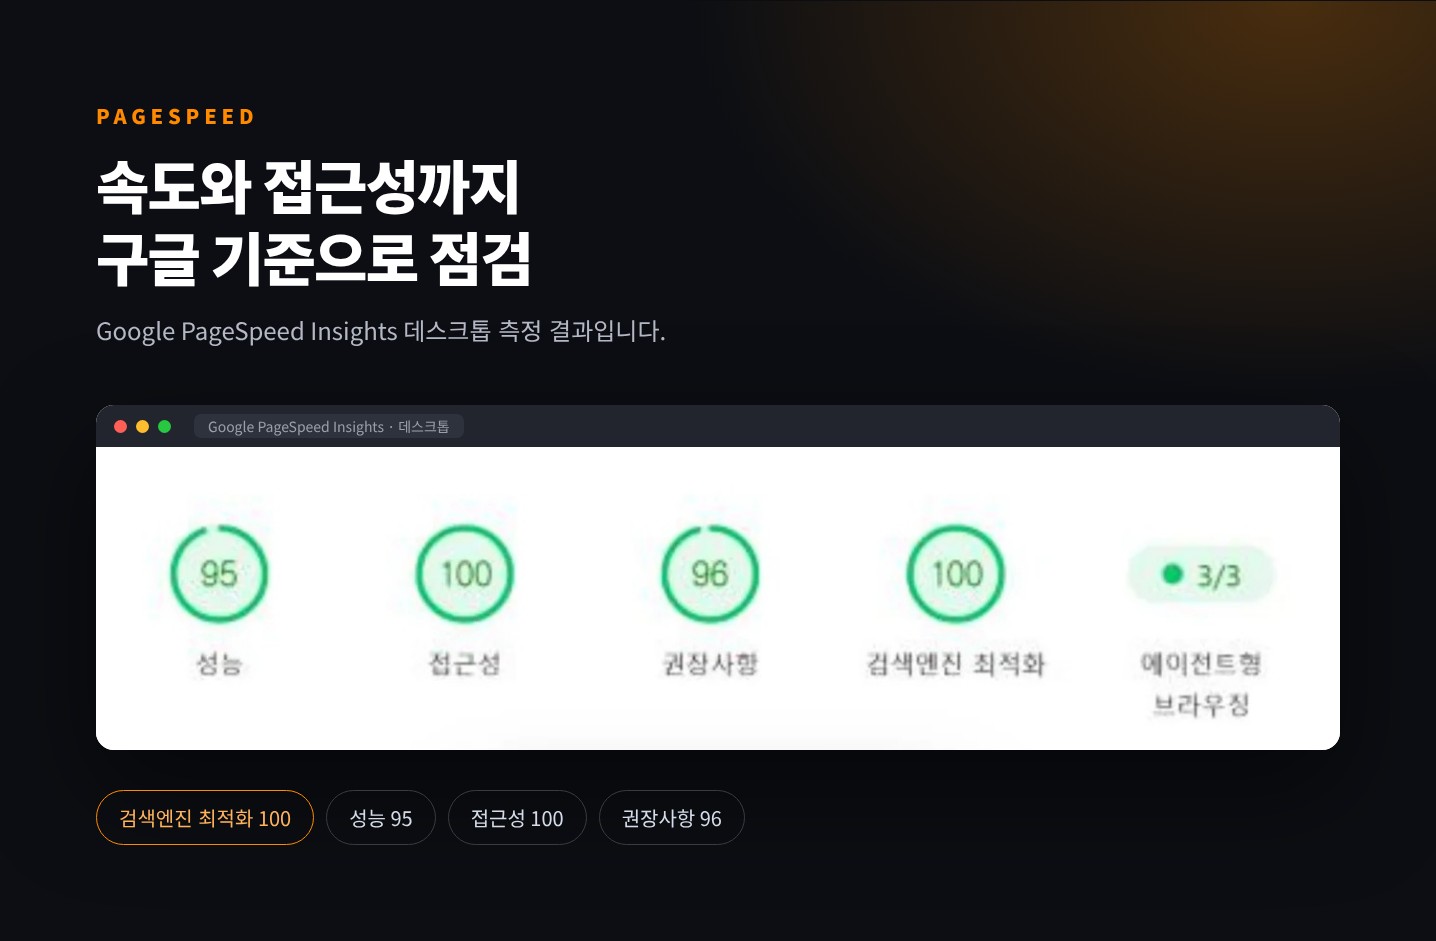 PAGESPEED
속도와 접근성까지
구글 기준으로 점검
Google PageSpeed Insights 데스크톱 측정 결과입니다.
Google PageSpeed Insights · 데스크톱
95
100
96
100
3/3
성능
접근성
권장사항
검색엔진 최적화
에이전트형
브라우징
검색엔진 최적화 100
성능 95
접근성 100
권장사항 96